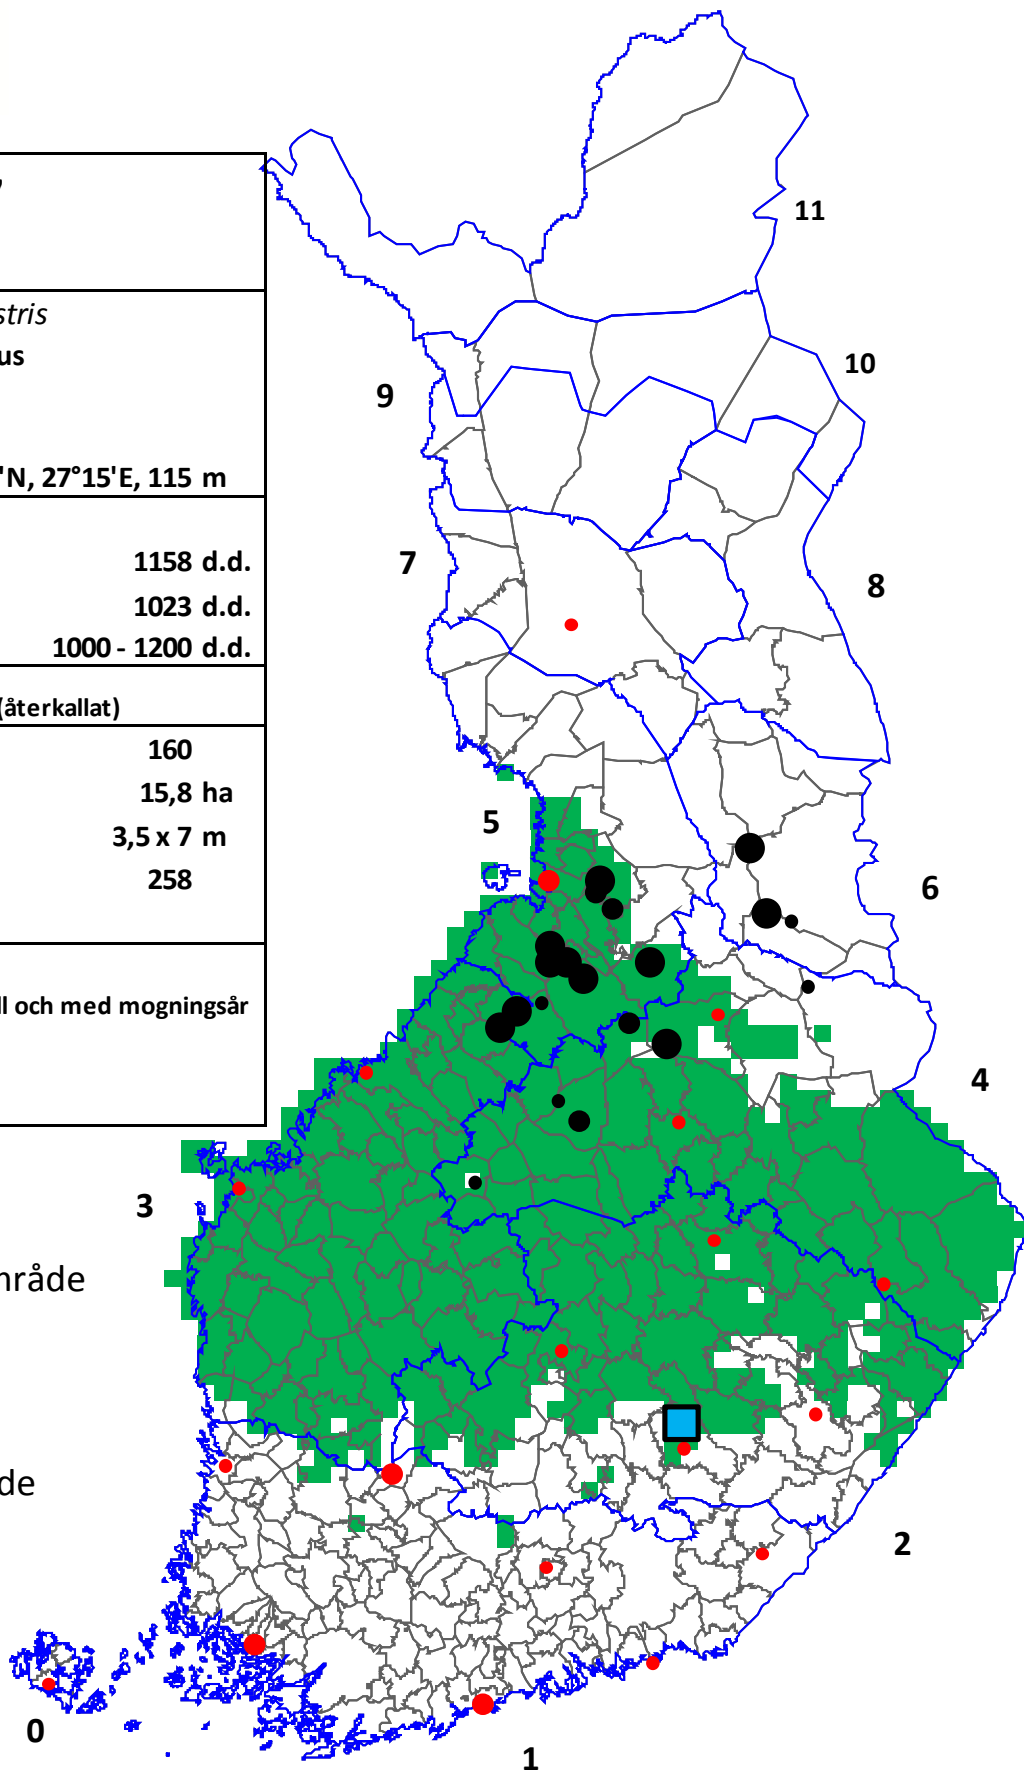 stris
us
'N, 27°15'E, 115 m
1158 d.d.
1023 d.d.
1000 - 1200 d.d.
(återkallat)
160
15,8 ha
3,5 x 7 m
258
ll och med mogningsår
11
10
9
7
8
5
6
4
3
mråde
de
2
0
1